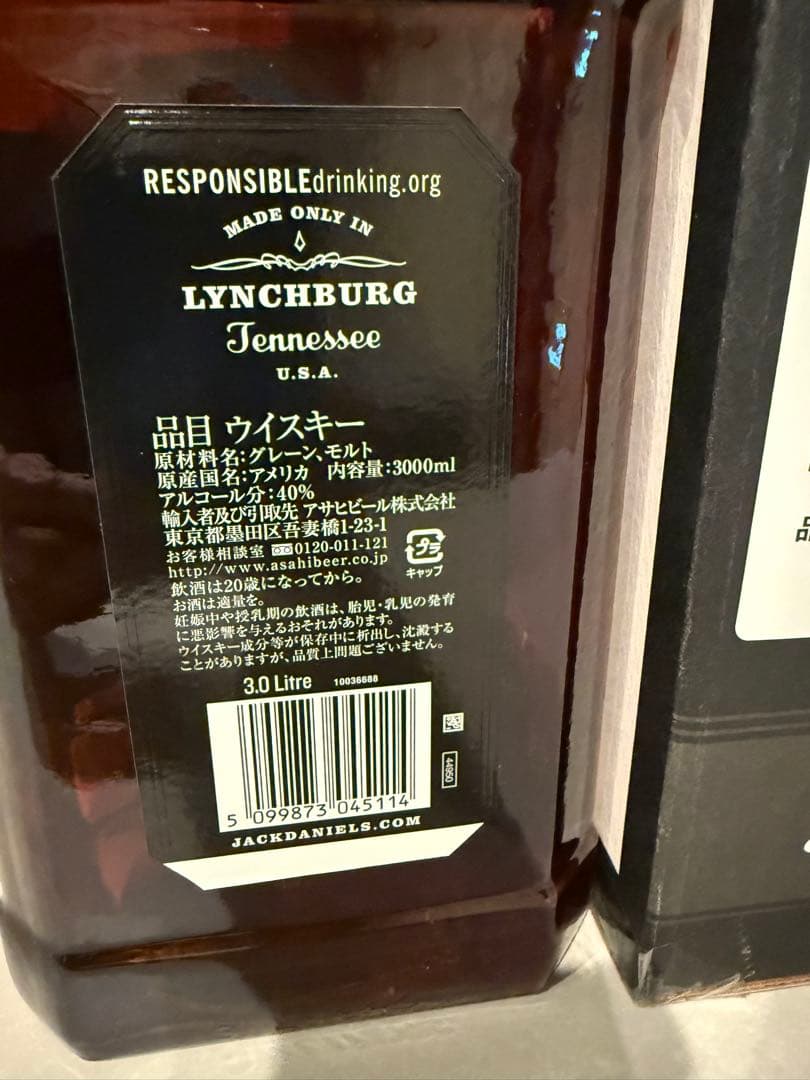 RESPONSIBLEdrinking.org
MADE ONLY IN
LYNCHBURG
Tennessee
U.S.A.
品目 ウイスキー
原材料名:グレーン、モルト
原産国名:アメリカ 内容量:3000ml
アルコール分:40%
輸入者及び引取先 アサヒビール株式会社
東京都墨田区吾妻橋1-23-1
お客様相談室 0120-011-121
http://www.asahibeer.co.jp
プラ
キャップ
飲酒は20歳になってから。
お酒は適量を。
妊娠中や授乳期の飲酒は、胎児・乳児の発育
に悪影響を与えるおそれがあります。
ウイスキー成分等が保存中に析出し、沈澱する
ことがありますが、品質上問題ございません。
3.0 Litre 10036688
44950
5 099873 045114
JACKDANIELS.COM
品